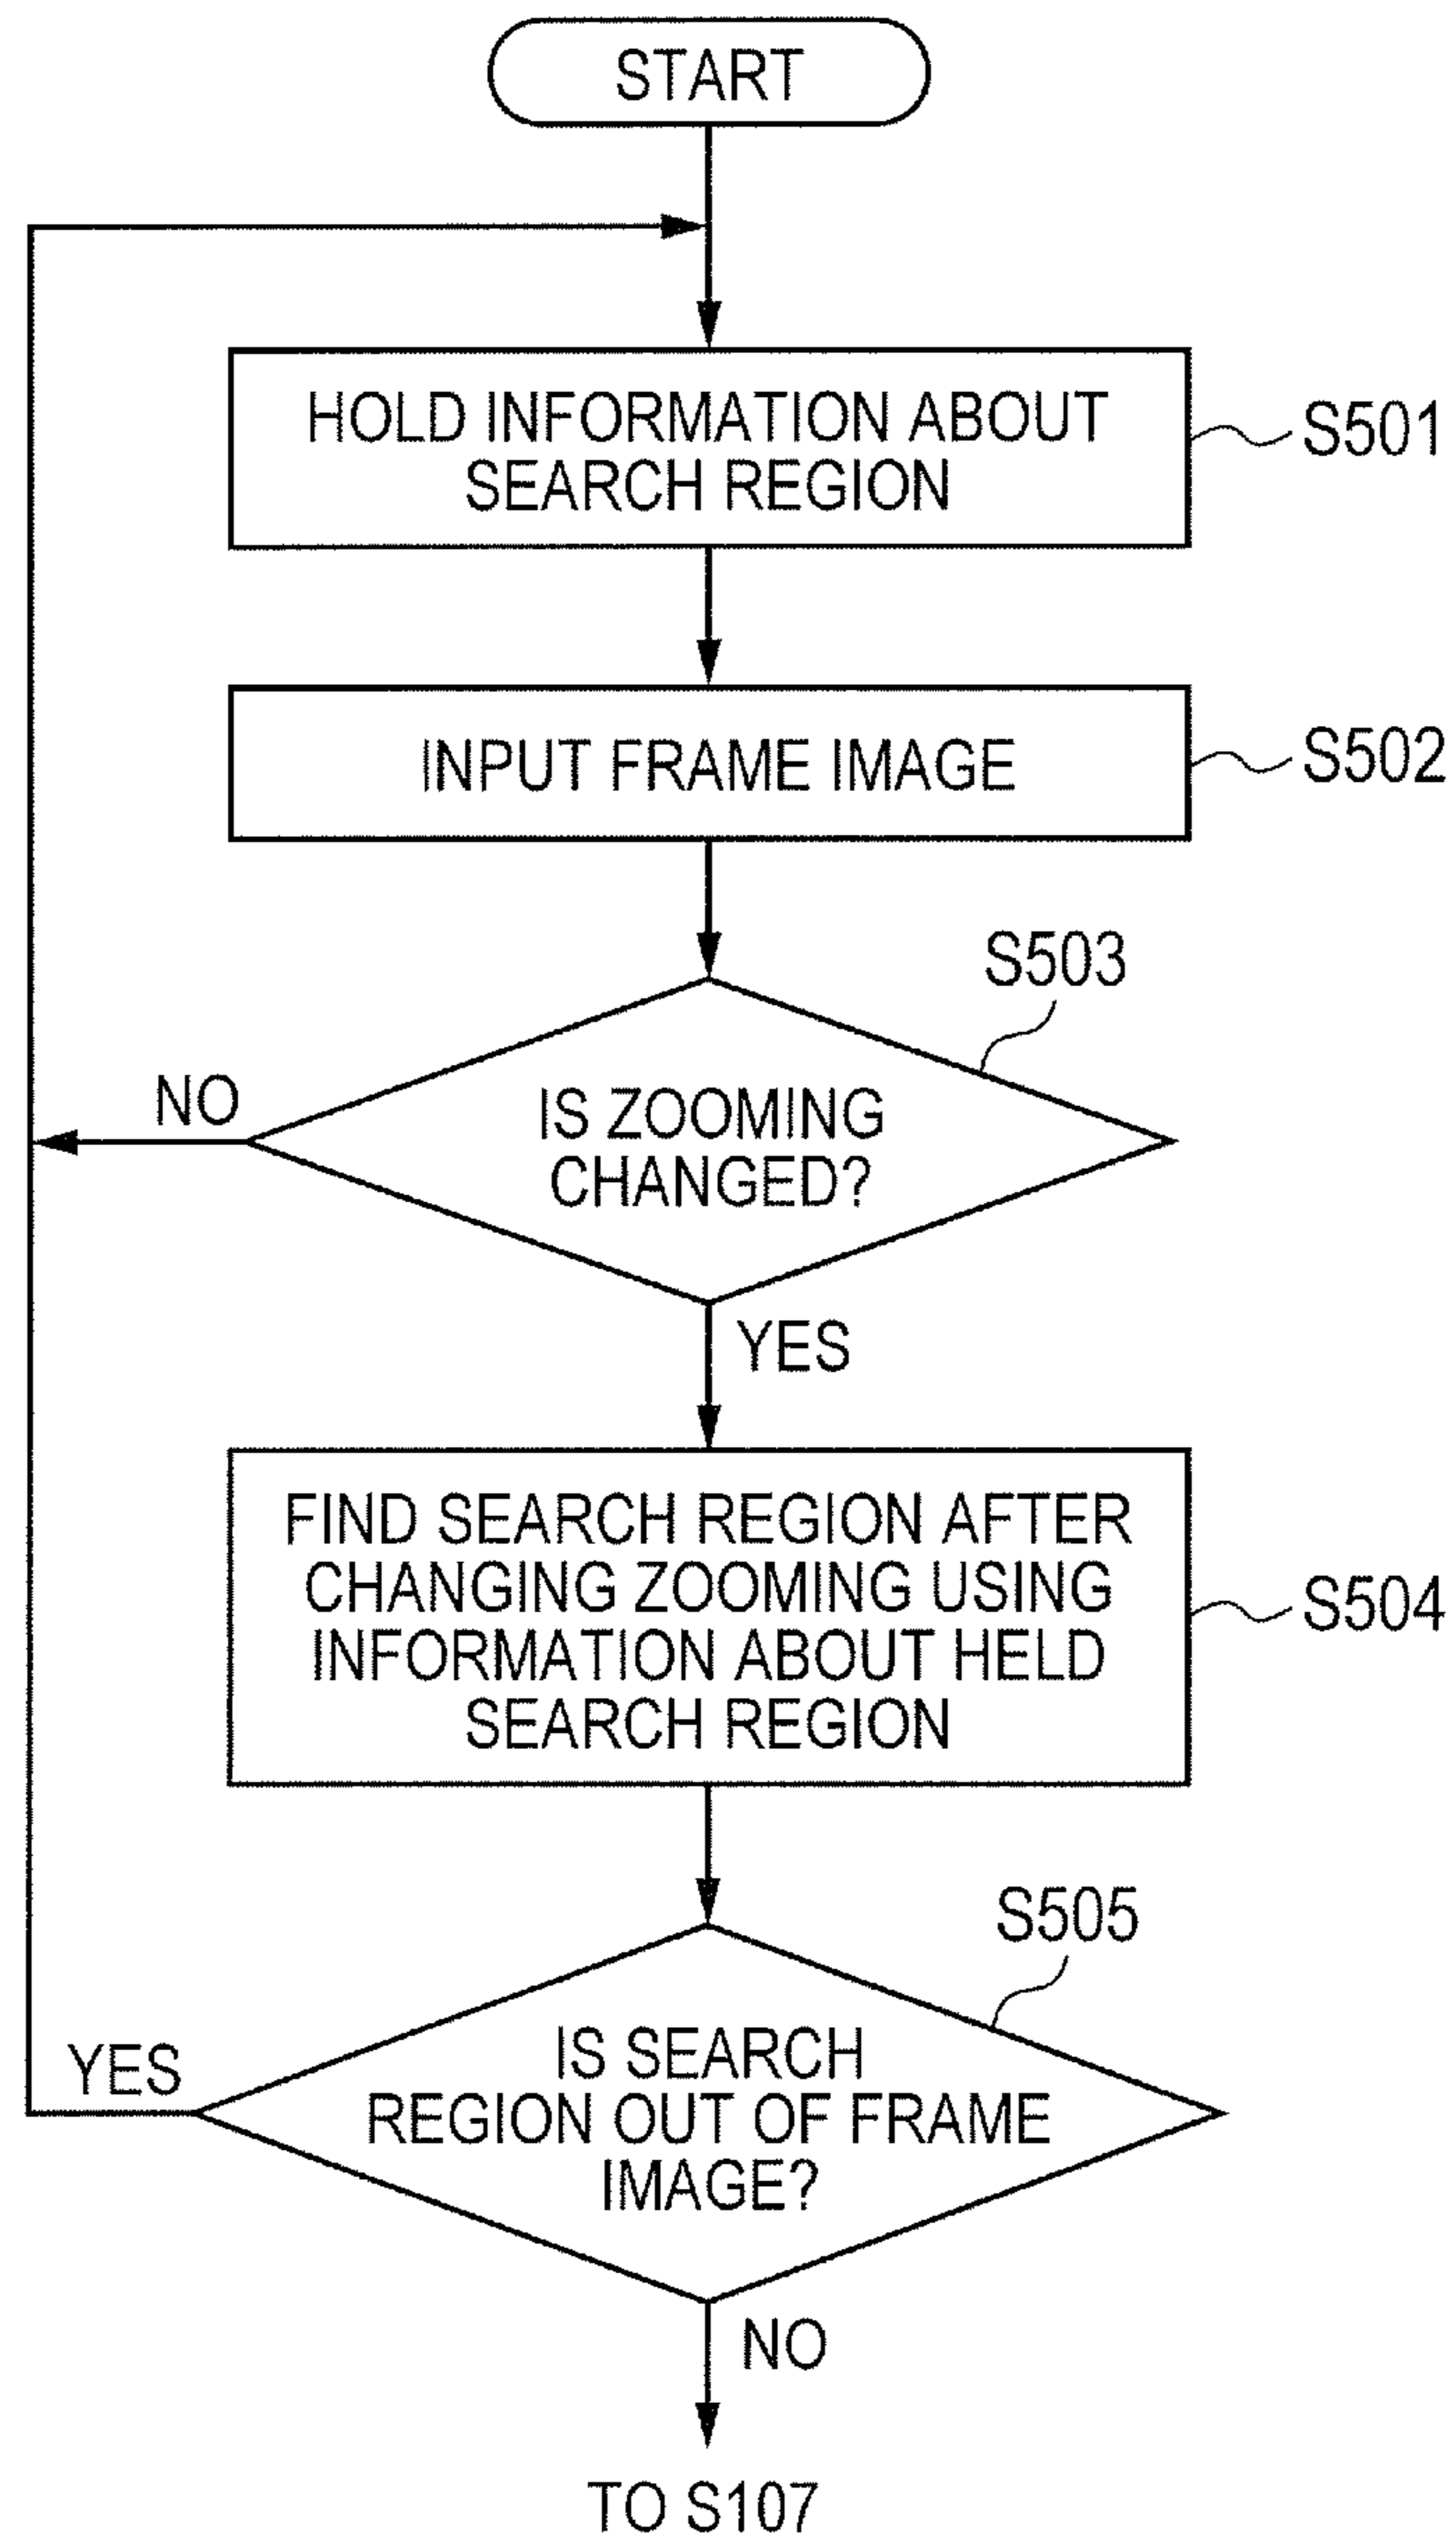 START
HOLD INFORMATION ABOUT
SEARCH REGION
S501
INPUT FRAME IMAGE
S502
S503
NO
IS ZOOMING
CHANGED?
YES
FIND SEARCH REGION AFTER
CHANGING ZOOMING USING
INFORMATION ABOUT HELD
SEARCH REGION
S504
S505
YES
IS SEARCH
REGION OUT OF FRAME
IMAGE?
NO
TO S107